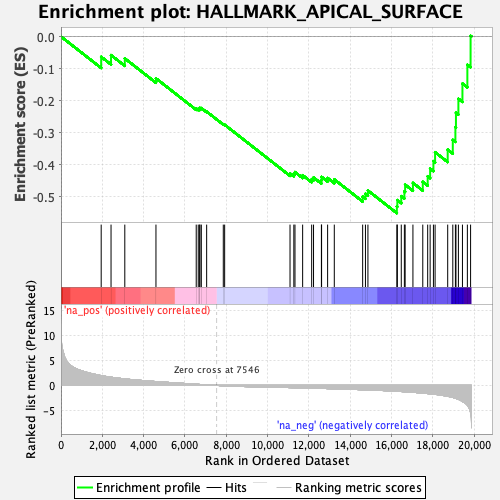 Enrichment plot: HALLMARK_APICAL_SURFACE
Enrichment score (ES)
0.0
-0.1
-0.2
-0.3
-0.4
-0.5
Ranked list metric (PreRanked)
'na_pos' (positively correlated)
15
10
5
0
-5
Zero cross at 7546
'na_neg' (negatively correlated)
0 2,000 4,000 6,000 8,000 10,000 12,000 14,000 16,000 18,000 20,000
Rank in Ordered Dataset
Enrichment profile Hits Ranking metric scores